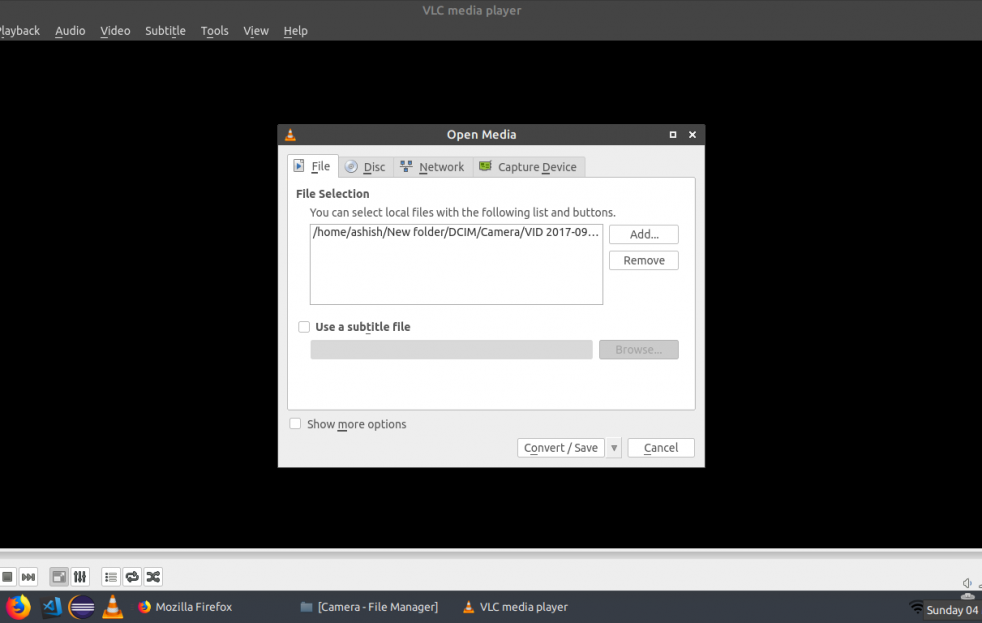 VLC media player
Playback Audio Video Subtitle Tools View Help
Open Media
File Disc Network Capture Device
File Selection
You can select local files with the following list and buttons.
/home/ashish/New folder/DCIM/Camera/VID 2017-09... Add...
Remove
Use a subtitle file
Browse...
Show more options
Convert / Save Cancel
Mozilla Firefox [Camera - File Manager] VLC media player Sunday 04